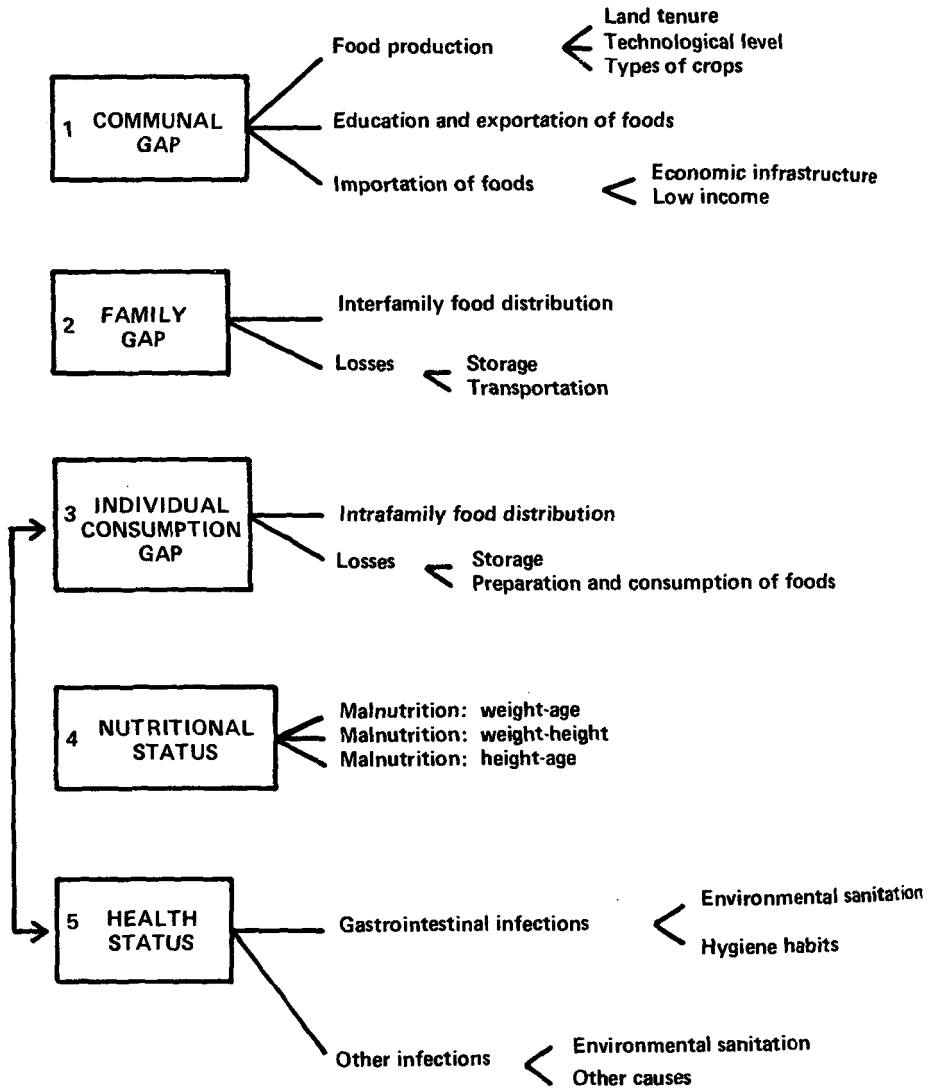 Land tenure
Food production
Technological level
Types of crops
1 COMMUNAL
GAP
Education and exportation of foods
Importation of foods
Economic infrastructure
Low income
2 FAMILY
GAP
Interfamily food distribution
Losses
Storage
Transportation
3 INDIVIDUAL
CONSUMPTION
GAP
Intrafamily food distribution
Losses
Storage
Preparation and consumption of foods
4 NUTRITIONAL
STATUS
Malnutrition: weight-age
Malnutrition: weight-height
Malnutrition: height-age
5 HEALTH
STATUS
Gastrointestinal infections
Environmental sanitation
Hygiene habits
Other infections
Environmental sanitation
Other causes